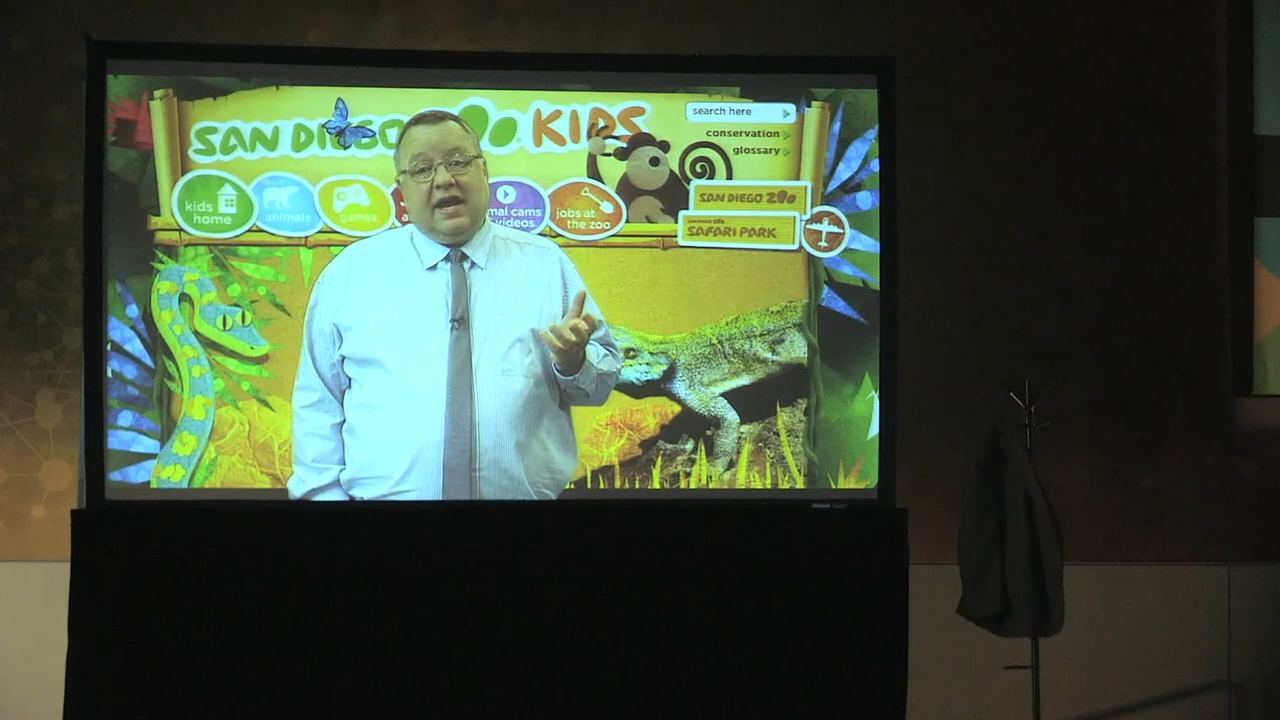 SAN DIEGO ZOO KIDS
search here
conservation
glossary
kids
home
animals
games
mal cams
videos
jobs at
the zoo
SAN DIEGO ZOO
SAFARI PARK